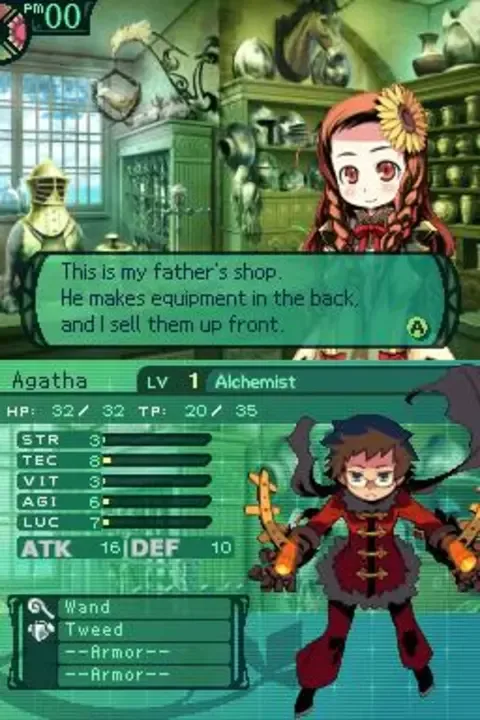 PM 00
This is my father's shop.
He makes equipment in the back,
and I sell them up front.
A
Agatha LV 1 Alchemist
HP: 32/ 32 TP: 20/ 35
STR 3
TEC 8
VIT 3
AGI 6
LUC 7
ATK 16 DEF 10
Wand
Tweed
--Armor--
--Armor--